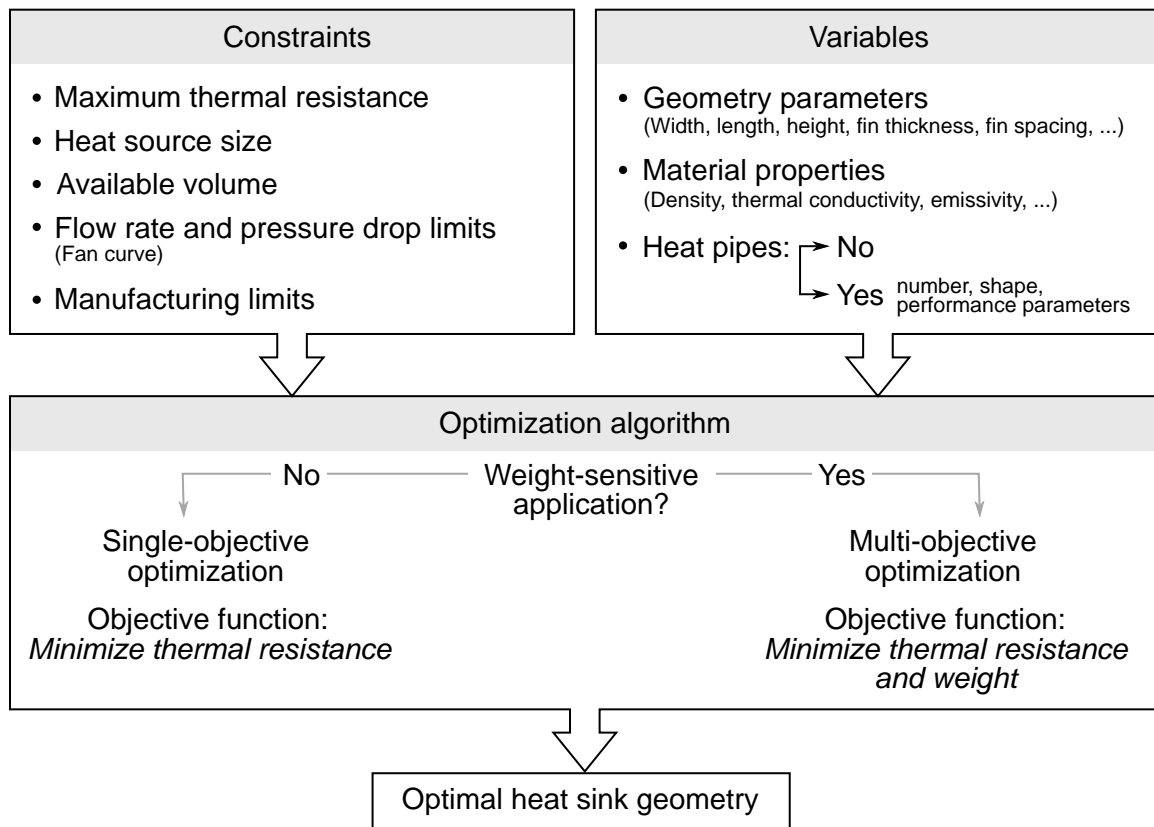 Constraints
• Maximum thermal resistance
• Heat source size
• Available volume
• Flow rate and pressure drop limits
(Fan curve)
• Manufacturing limits
Variables
• Geometry parameters
(Width, length, height, fin thickness, fin spacing, ...)
• Material properties
(Density, thermal conductivity, emissivity, ...)
• Heat pipes:
No
Yes
number, shape,
performance parameters
Optimization algorithm
Weight-sensitive
application?
No
Single-objective
optimization
Objective function:
Minimize thermal resistance
Yes
Multi-objective
optimization
Objective function:
Minimize thermal resistance
and weight
Optimal heat sink geometry